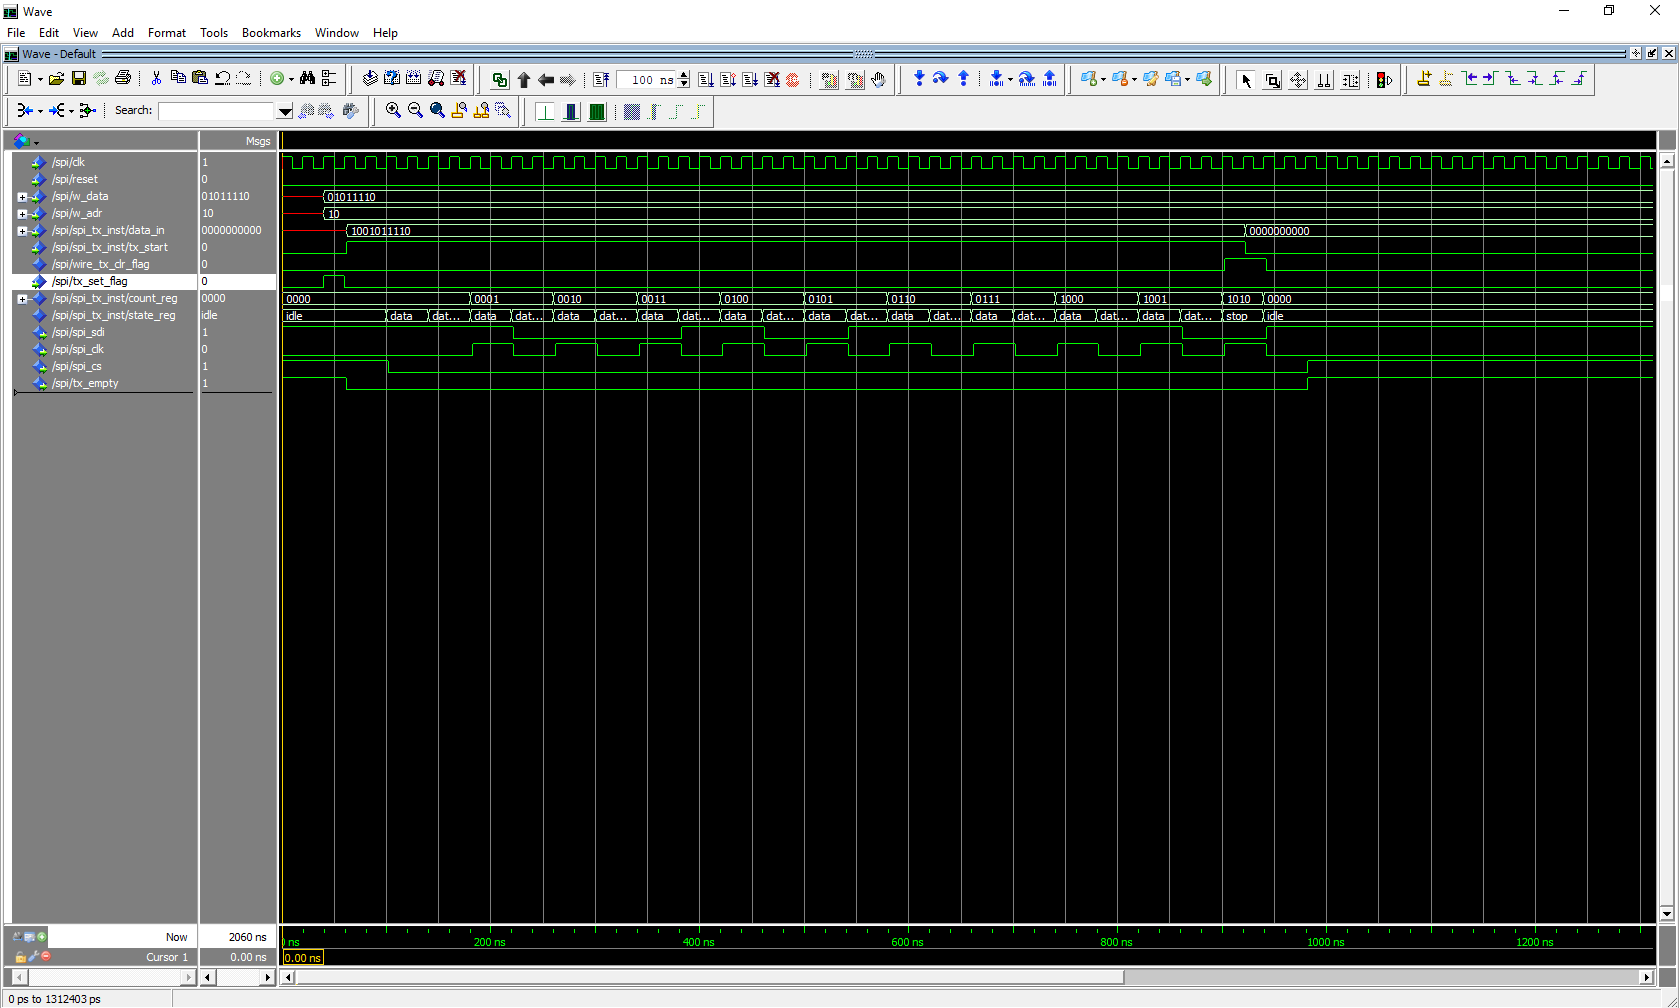 Wave
File Edit View Add Format Tools Bookmarks Window Help
Wave - Default
100 ns
Search:
Msgs
/spi/clk 1
/spi/reset 0
/spi/w_data 01011110 01011110
/spi/w_adr 10 10
/spi/spi_tx_inst/data_in 0000000000 1001011110 0000000000
/spi/spi_tx_inst/tx_start 0
/spi/wire_tx_clr_flag 0
/spi/tx_set_flag 0
/spi/spi_tx_inst/count_reg 0000 0000 0001 0010 0011 0100 0101 0110 0111 1000 1001 1010 0000
/spi/spi_tx_inst/state_reg idle idle data dat... data dat... data dat... data dat... data dat... data dat... data dat... data dat... data dat... data dat... stop idle
/spi/spi_sdi 1
/spi/spi_clk 0
/spi/spi_cs 1
/spi/tx_empty 1
Now 2060 ns ns 200 ns 400 ns 600 ns 800 ns 1000 ns 1200 ns
Cursor 1 0.00 ns 0.00 ns
0 ps to 1312403 ps